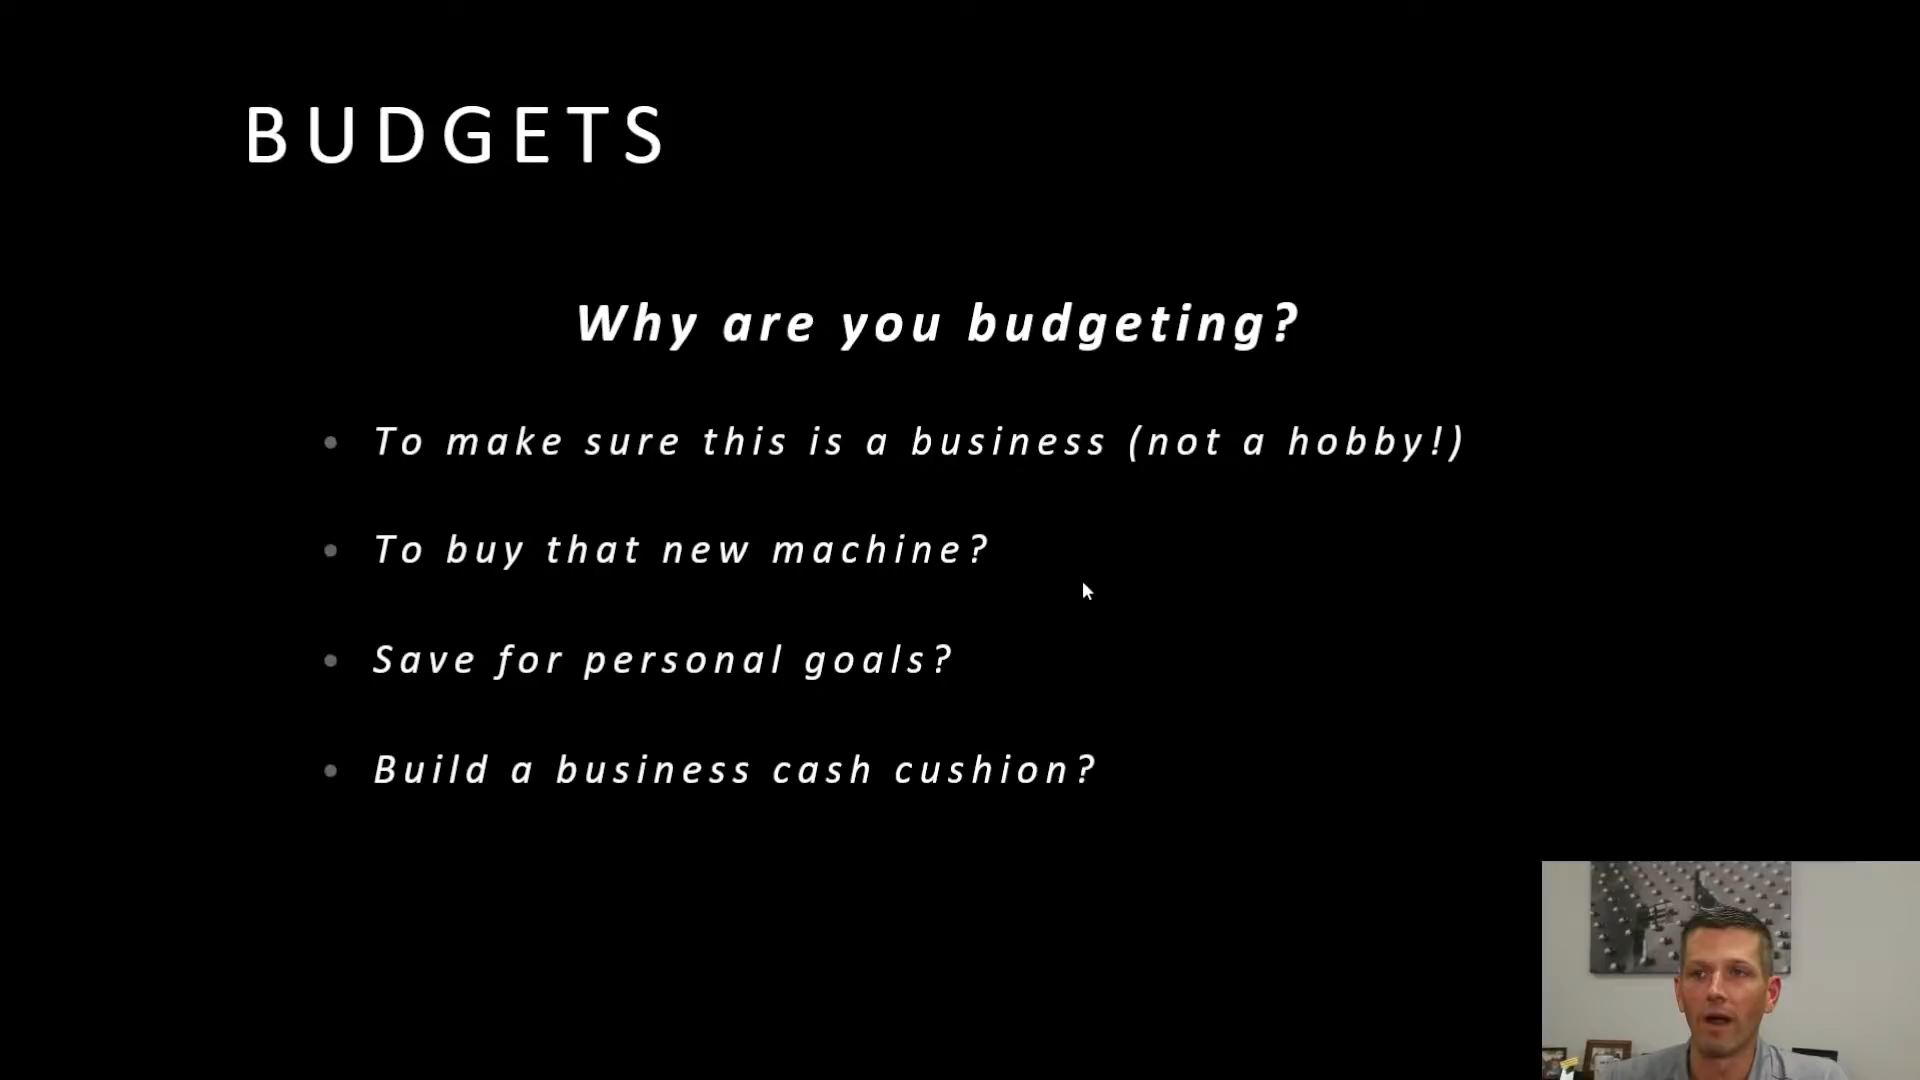 BUDGETS
Why are you budgeting?
To make sure this is a business (not a hobby!)
To buy that new machine?
Save for personal goals?
Build a business cash cushion?